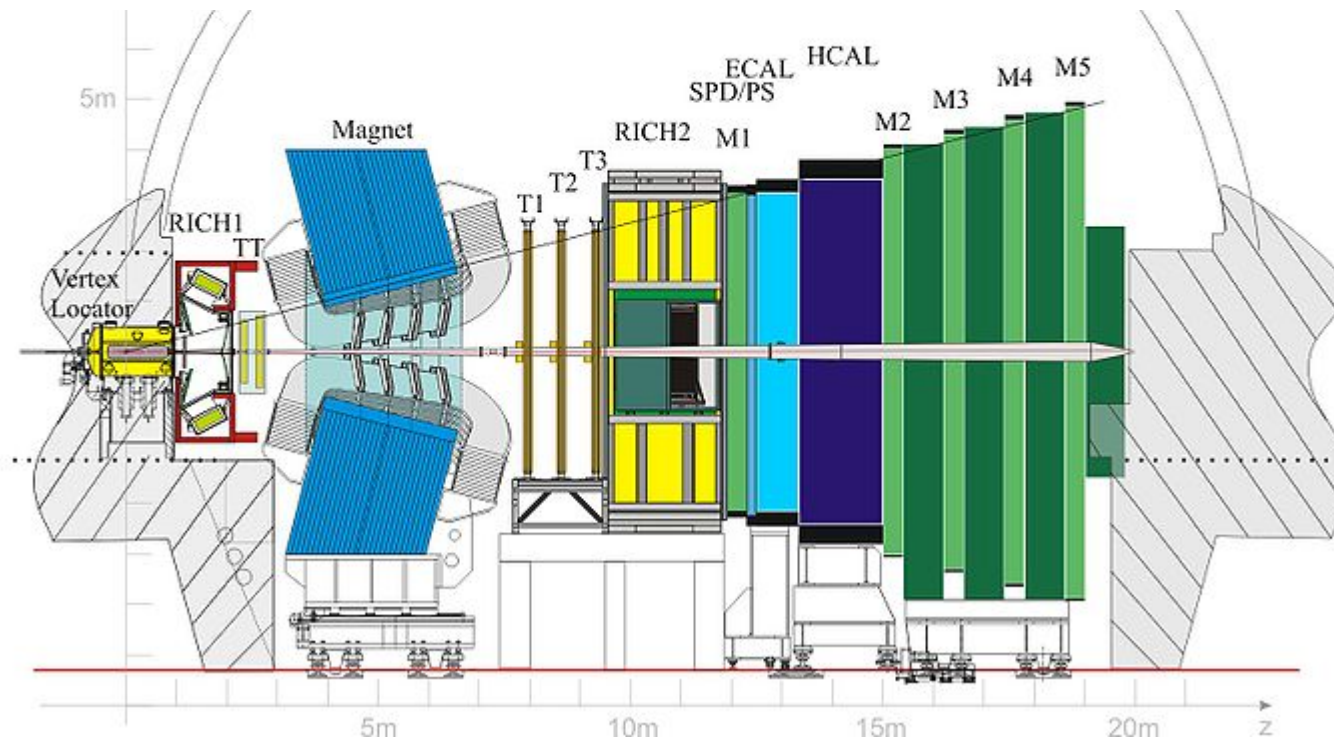 HCAL
ECAL
SPD/PS
M5
M4
M3
M2
M1
5m
Magnet
RICH2
T3
T2
T1
RICH1
TT
Vertex
Locator
5m
10m
15m
20m
z